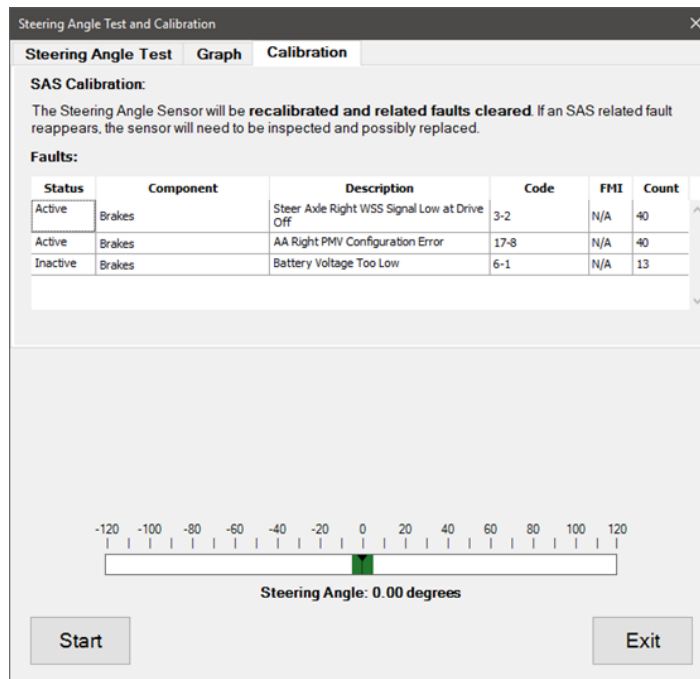 Steering Angle Test and Calibration
Steering Angle Test Graph Calibration
SAS Calibration:
The Steering Angle Sensor will be recalibrated and related faults cleared. If an SAS related fault
reappears, the sensor will need to be inspected and possibly replaced.
Faults:
Status Component Description Code FMI Count
Active Brakes Steer Axle Right WSS Signal Low at Drive Off 3-2 N/A 40
Active Brakes AA Right PMV Configuration Error 17-8 N/A 40
Inactive Brakes Battery Voltage Too Low 6-1 N/A 13
-120 -100 -80 -60 -40 -20 0 20 40 60 80 100 120
Steering Angle: 0.00 degrees
Start Exit